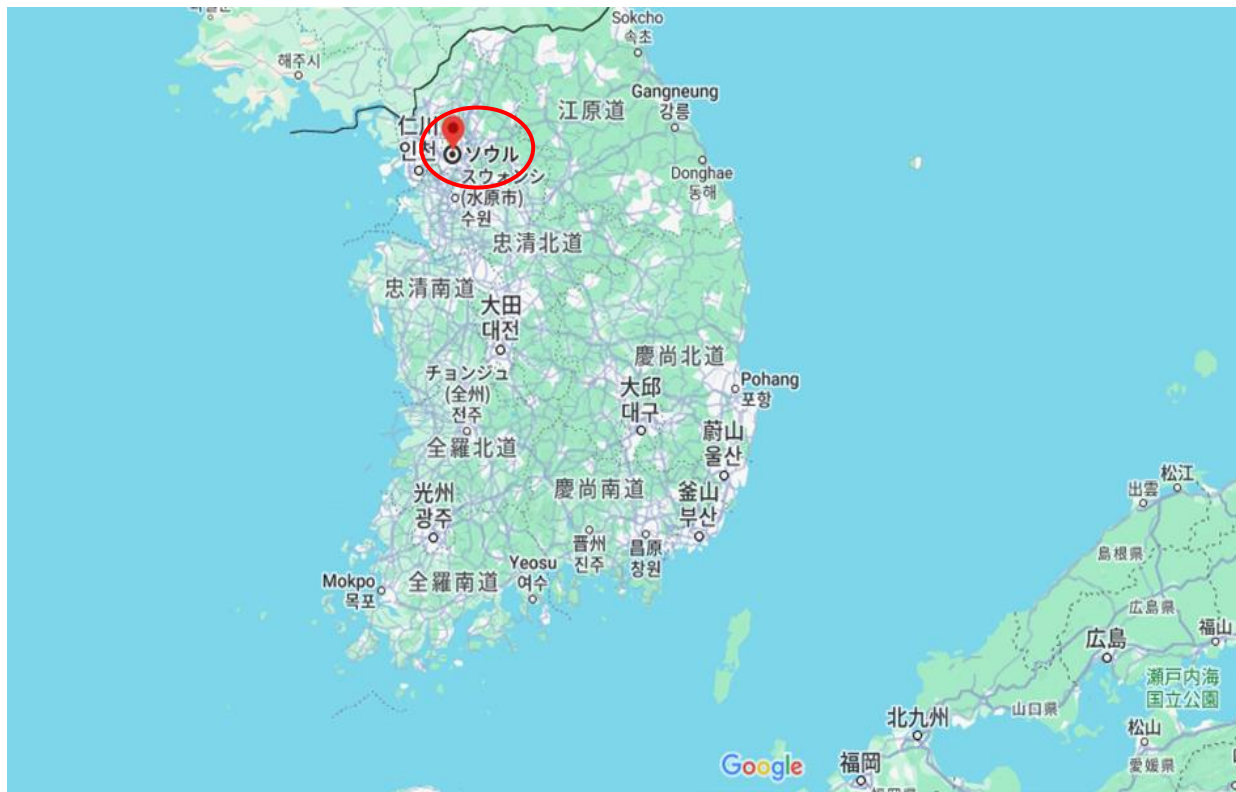 Sokcho
속초
해주시
Gangneung
강릉
江原道
仁川
인천
ソウル
Donghae
동해
スウォンシ
(水原市)
수원
忠清北道
忠清南道
大田
대전
慶尚北道
チョンジュ
(全州)
전주
大邱
대구
Pohang
포항
全羅北道
蔚山
울산
光州
광주
慶尚南道
釜山
부산
晋州
진주
昌原
창원
Yeosu
여수
Mokpo
목포
全羅南道
松江
出雲
島根県
広島県
広島
福山
瀬戸内海
国立公園
山口県
北九州
松山
愛媛県
福岡
Google